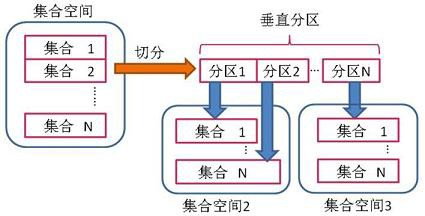 集合空间
集合 1
集合 2
......
集合 N
切分
垂直分区
分区1
分区2
...
分区N
集合 1
...
集合 N
集合空间2
集合 1
...
集合 N
集合空间3